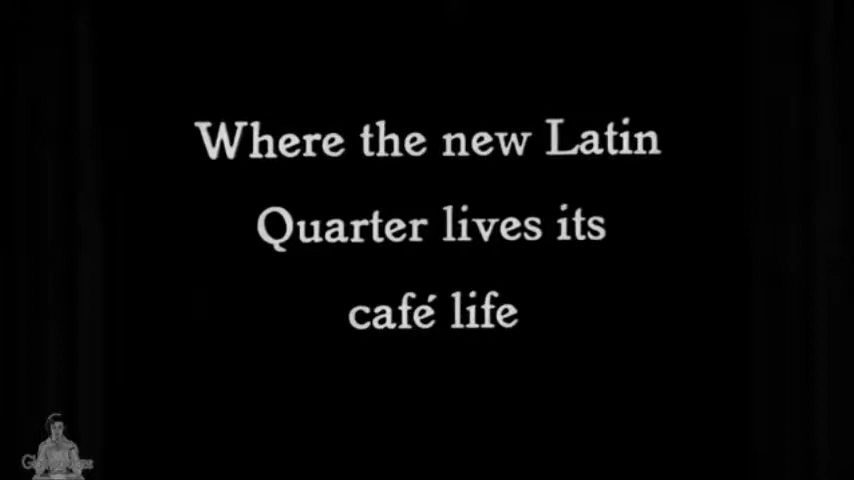 Where the new Latin
Quarter lives its
café life